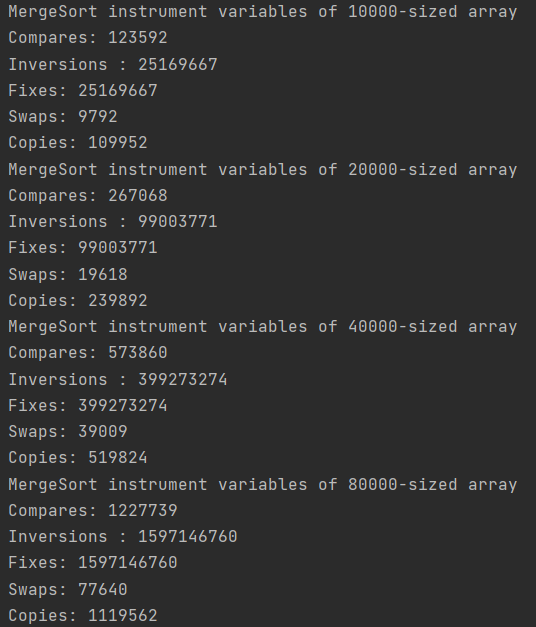 MergeSort instrument variables of 10000-sized array
Compares: 123592
Inversions : 25169667
Fixes: 25169667
Swaps: 9792
Copies: 109952
MergeSort instrument variables of 20000-sized array
Compares: 267068
Inversions : 99003771
Fixes: 99003771
Swaps: 19618
Copies: 239892
MergeSort instrument variables of 40000-sized array
Compares: 573860
Inversions : 399273274
Fixes: 399273274
Swaps: 39009
Copies: 519824
MergeSort instrument variables of 80000-sized array
Compares: 1227739
Inversions : 1597146760
Fixes: 1597146760
Swaps: 77640
Copies: 1119562